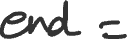 end =